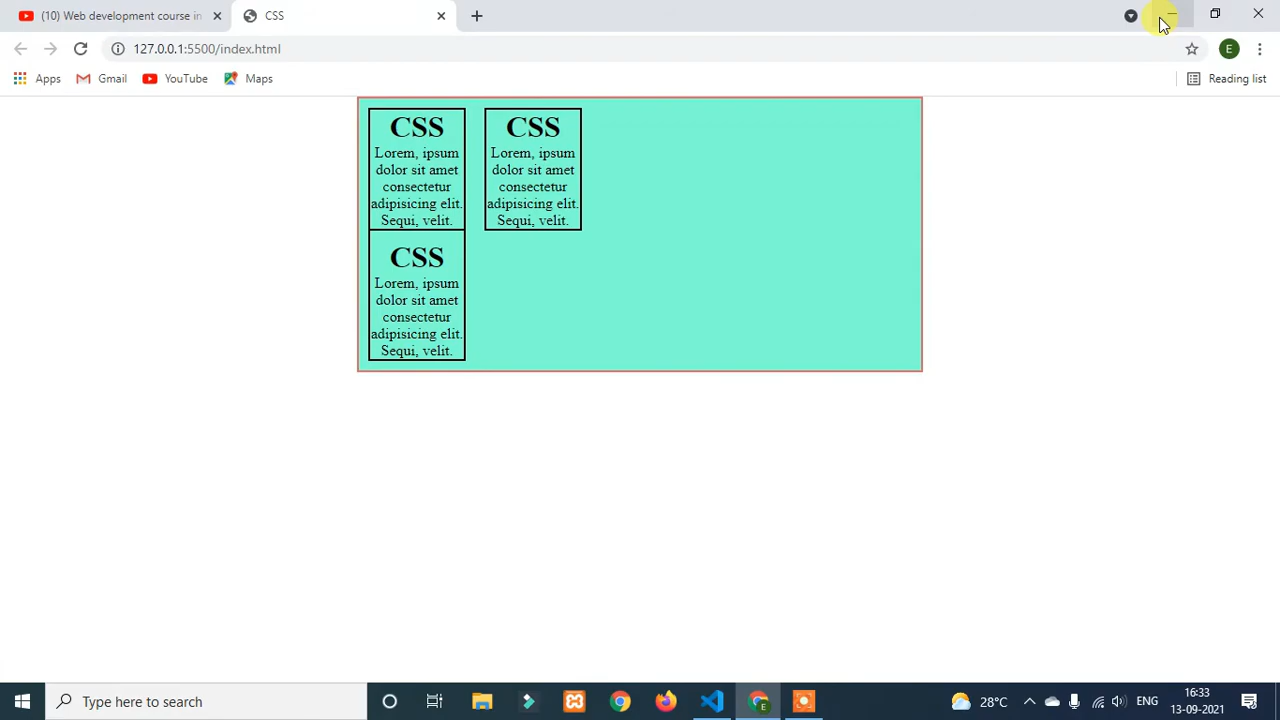 (10) Web development course in
CSS
127.0.0.1:5500/index.html
E
Apps
Gmail
YouTube
Maps
Reading list
CSS
Lorem, ipsum
dolor sit amet
consectetur
adipisicing elit.
Sequi, velit.
CSS
Lorem, ipsum
dolor sit amet
consectetur
adipisicing elit.
Sequi, velit.
CSS
Lorem, ipsum
dolor sit amet
consectetur
adipisicing elit.
Sequi, velit.
Type here to search
28°C
ENG
16:33
13-09-2021